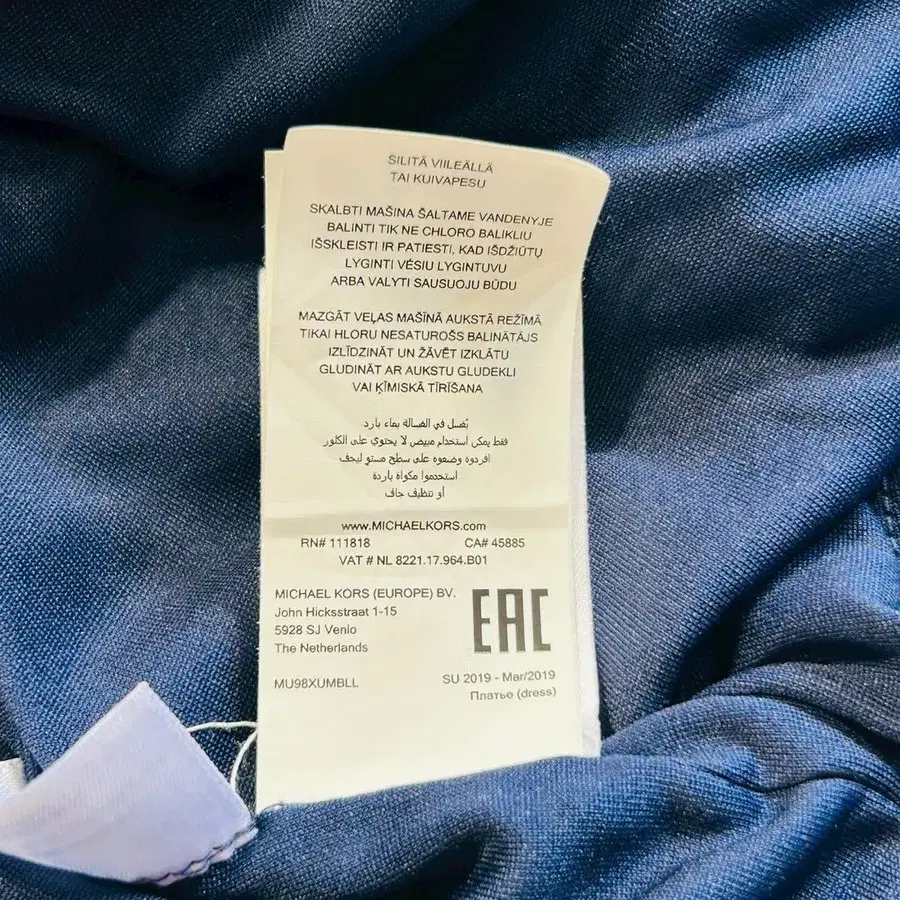 SILITÄ VIILEÄLLÄ
TAI KUIVAPESU
SKALBTI MAŠINA ŠALTAME VANDENYJE
BALINTI TIK NE CHLORO BALIKLIU
IŠSKLEISTI IR PATIESTI, KAD IŠDŽIŪTŲ
LYGINTI VĖSIU LYGINTUVU
ARBA VALYTI SAUSUOJU BŪDU
MAZGĀT VEĻAS MAŠĪNĀ AUKSTĀ REŽĪMĀ
TIKAI HLORU NESATUROŠS BALINĀTĀJS
IZLĪDZINĀT UN ŽĀVĒT IZKLĀTU
GLUDINĀT AR AUKSTU GLUDEKLI
VAI ĶĪMISKĀ TĪRĪŠANA
يُغسل في الغسالة بماء بارد
فقط يمكن استخدام مبيض لا يحتوي على الكلور
افردوه وضعوه على سطح مستوٍ ليجف
استخدموا مكواة باردة
أو تنظيف جاف
www.MICHAELKORS.com
RN# 111818 CA# 45885
VAT # NL 8221.17.964.B01
MICHAEL KORS (EUROPE) BV.
John Hicksstraat 1-15
5928 SJ Venlo
The Netherlands
EAC
MU98XUMBLL
SU 2019 - Mar/2019
Платье (dress)